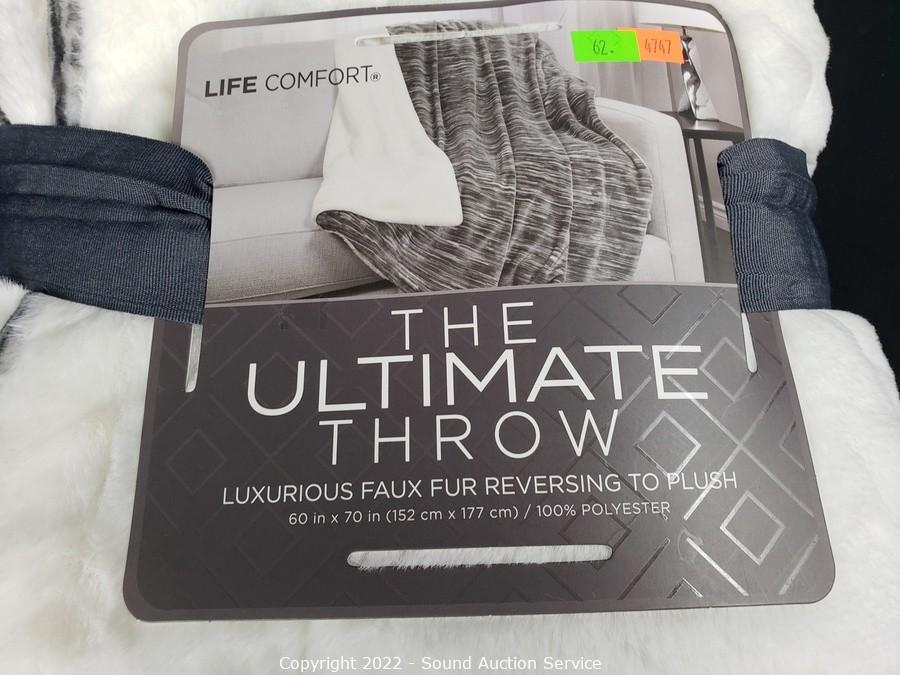 62.
4747
LIFE COMFORT®
THE
ULTIMATE
THROW
LUXURIOUS FAUX FUR REVERSING TO PLUSH
60 in x 70 in (152 cm x 177 cm) / 100% POLYESTER
Copyright 2022 - Sound Auction Service